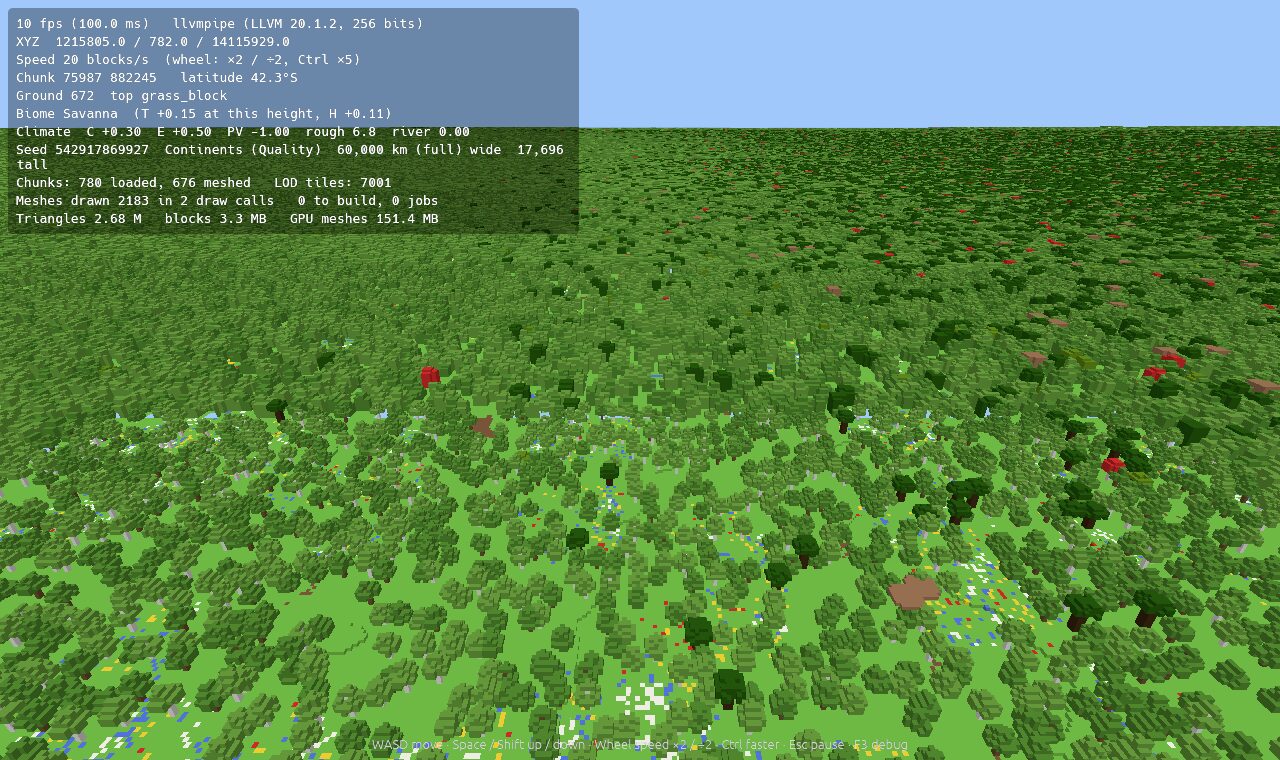 10 fps (100.0 ms)   llvmpipe (LLVM 20.1.2, 256 bits)
XYZ  1215805.0 / 782.0 / 14115929.0
Speed 20 blocks/s  (wheel: ×2 / ÷2, Ctrl ×5)
Chunk 75987 882245   latitude 42.3°S
Ground 672  top grass_block
Biome Savanna  (T +0.15 at this height, H +0.11)
Climate  C +0.30  E +0.50  PV −1.00  rough 6.8  river 0.00
Seed 542917869927  Continents (Quality)  60,000 km (full) wide  17,696
tall
Chunks: 780 loaded, 676 meshed   LOD tiles: 7001
Meshes drawn 2183 in 2 draw calls   0 to build, 0 jobs
Triangles 2.68 M   blocks 3.3 MB   GPU meshes 151.4 MB
WASD move · Space / Shift up / down · Wheel speed ×2 / ÷2 · Ctrl faster · Esc pause · F3 debug